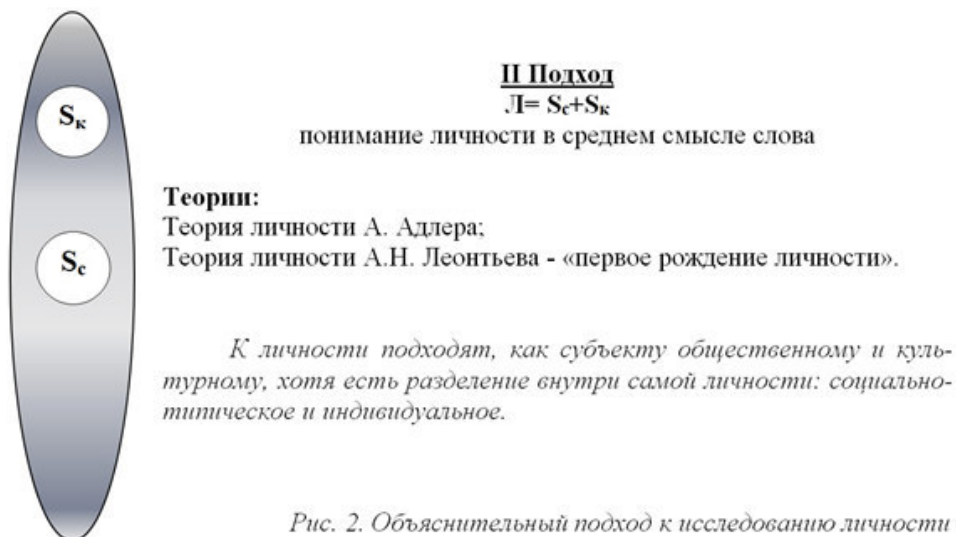 Sк
Sс
II Подход
Л= Sс+Sк
понимание личности в среднем смысле слова
Теории:
Теория личности А. Адлера;
Теория личности А.Н. Леонтьева - «первое рождение личности».
К личности подходят, как субъекту общественному и куль-
турному, хотя есть разделение внутри самой личности: социально-
типическое и индивидуальное.
Рис. 2. Объяснительный подход к исследованию личности